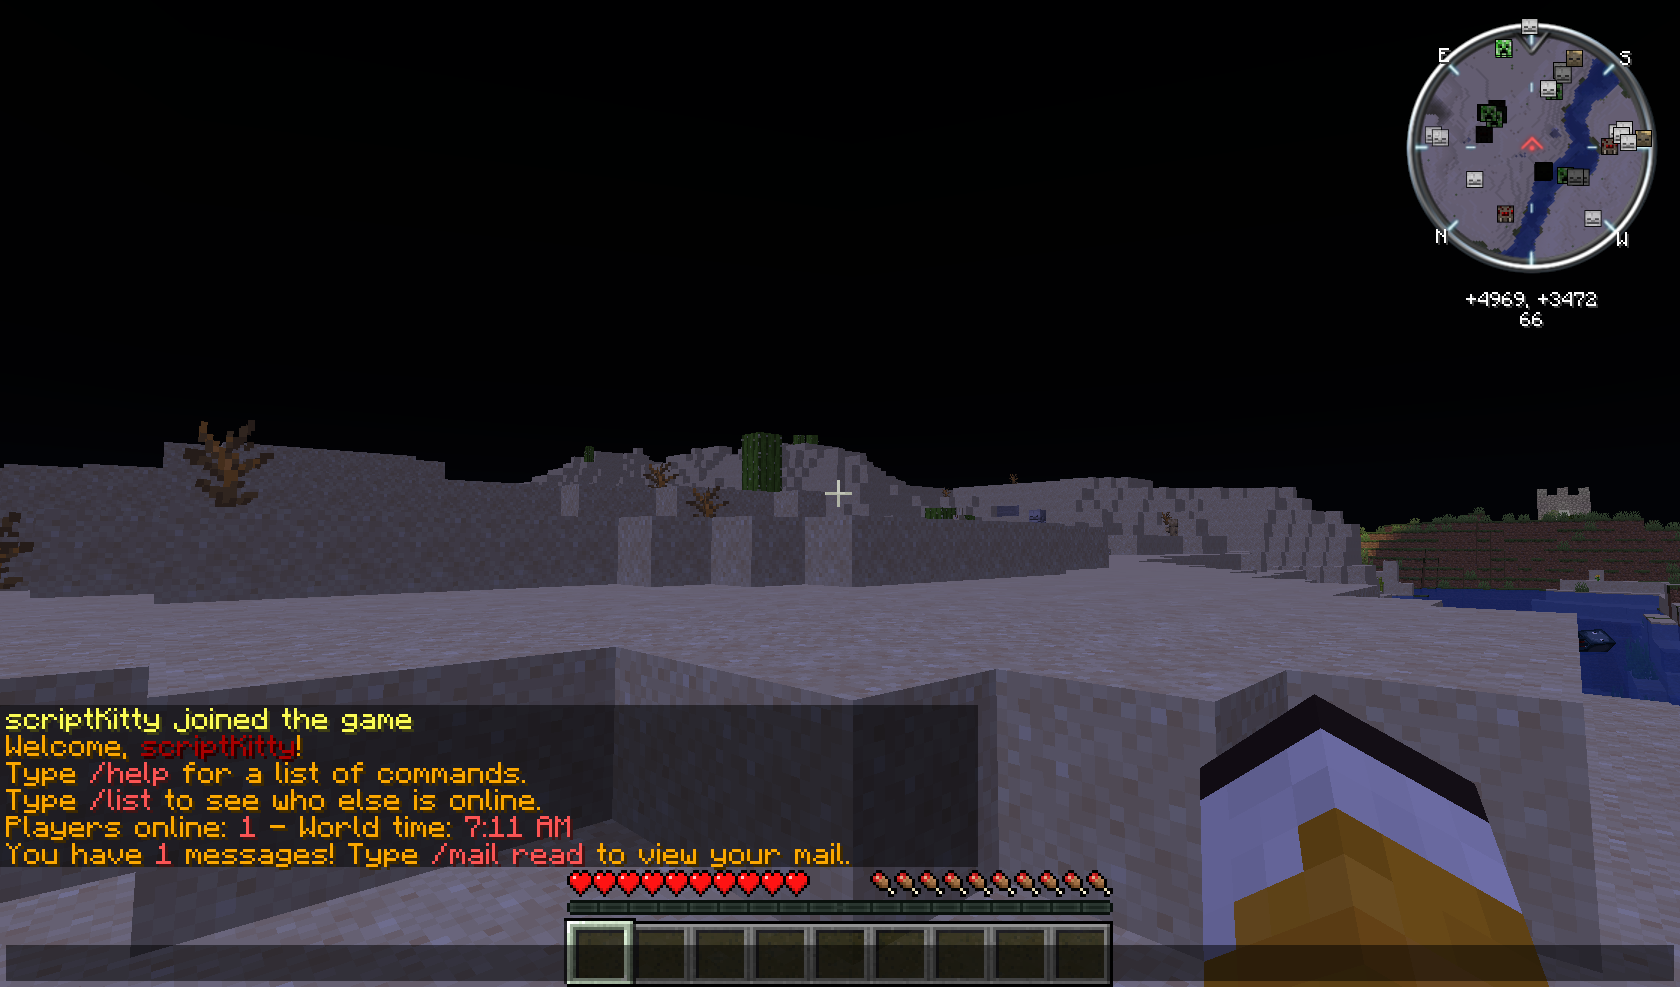 E
S
N
W
+4969, +3472
66
scriptKitty joined the game
Welcome, scriptKitty!
Type /help for a list of commands.
Type /list to see who else is online.
Players online: 1 – World time: 7:11 AM
You have 1 messages! Type /mail read to view your mail.